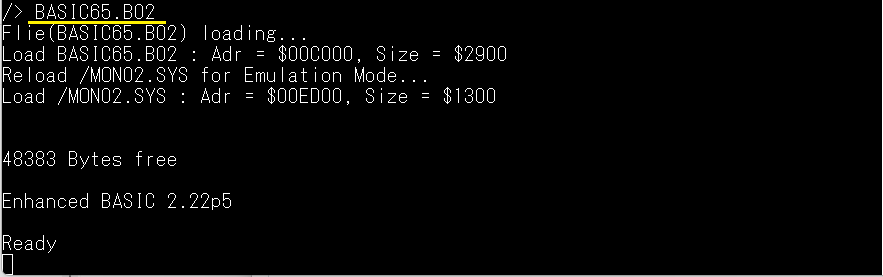 /> BASIC65.B02
Flie(BASIC65.B02) loading...
Load BASIC65.B02 : Adr = $00C000, Size = $2900
Reload /MON02.SYS for Emulation Mode...
Load /MON02.SYS : Adr = $00ED00, Size = $1300
48383 Bytes free
Enhanced BASIC 2.22p5
Ready